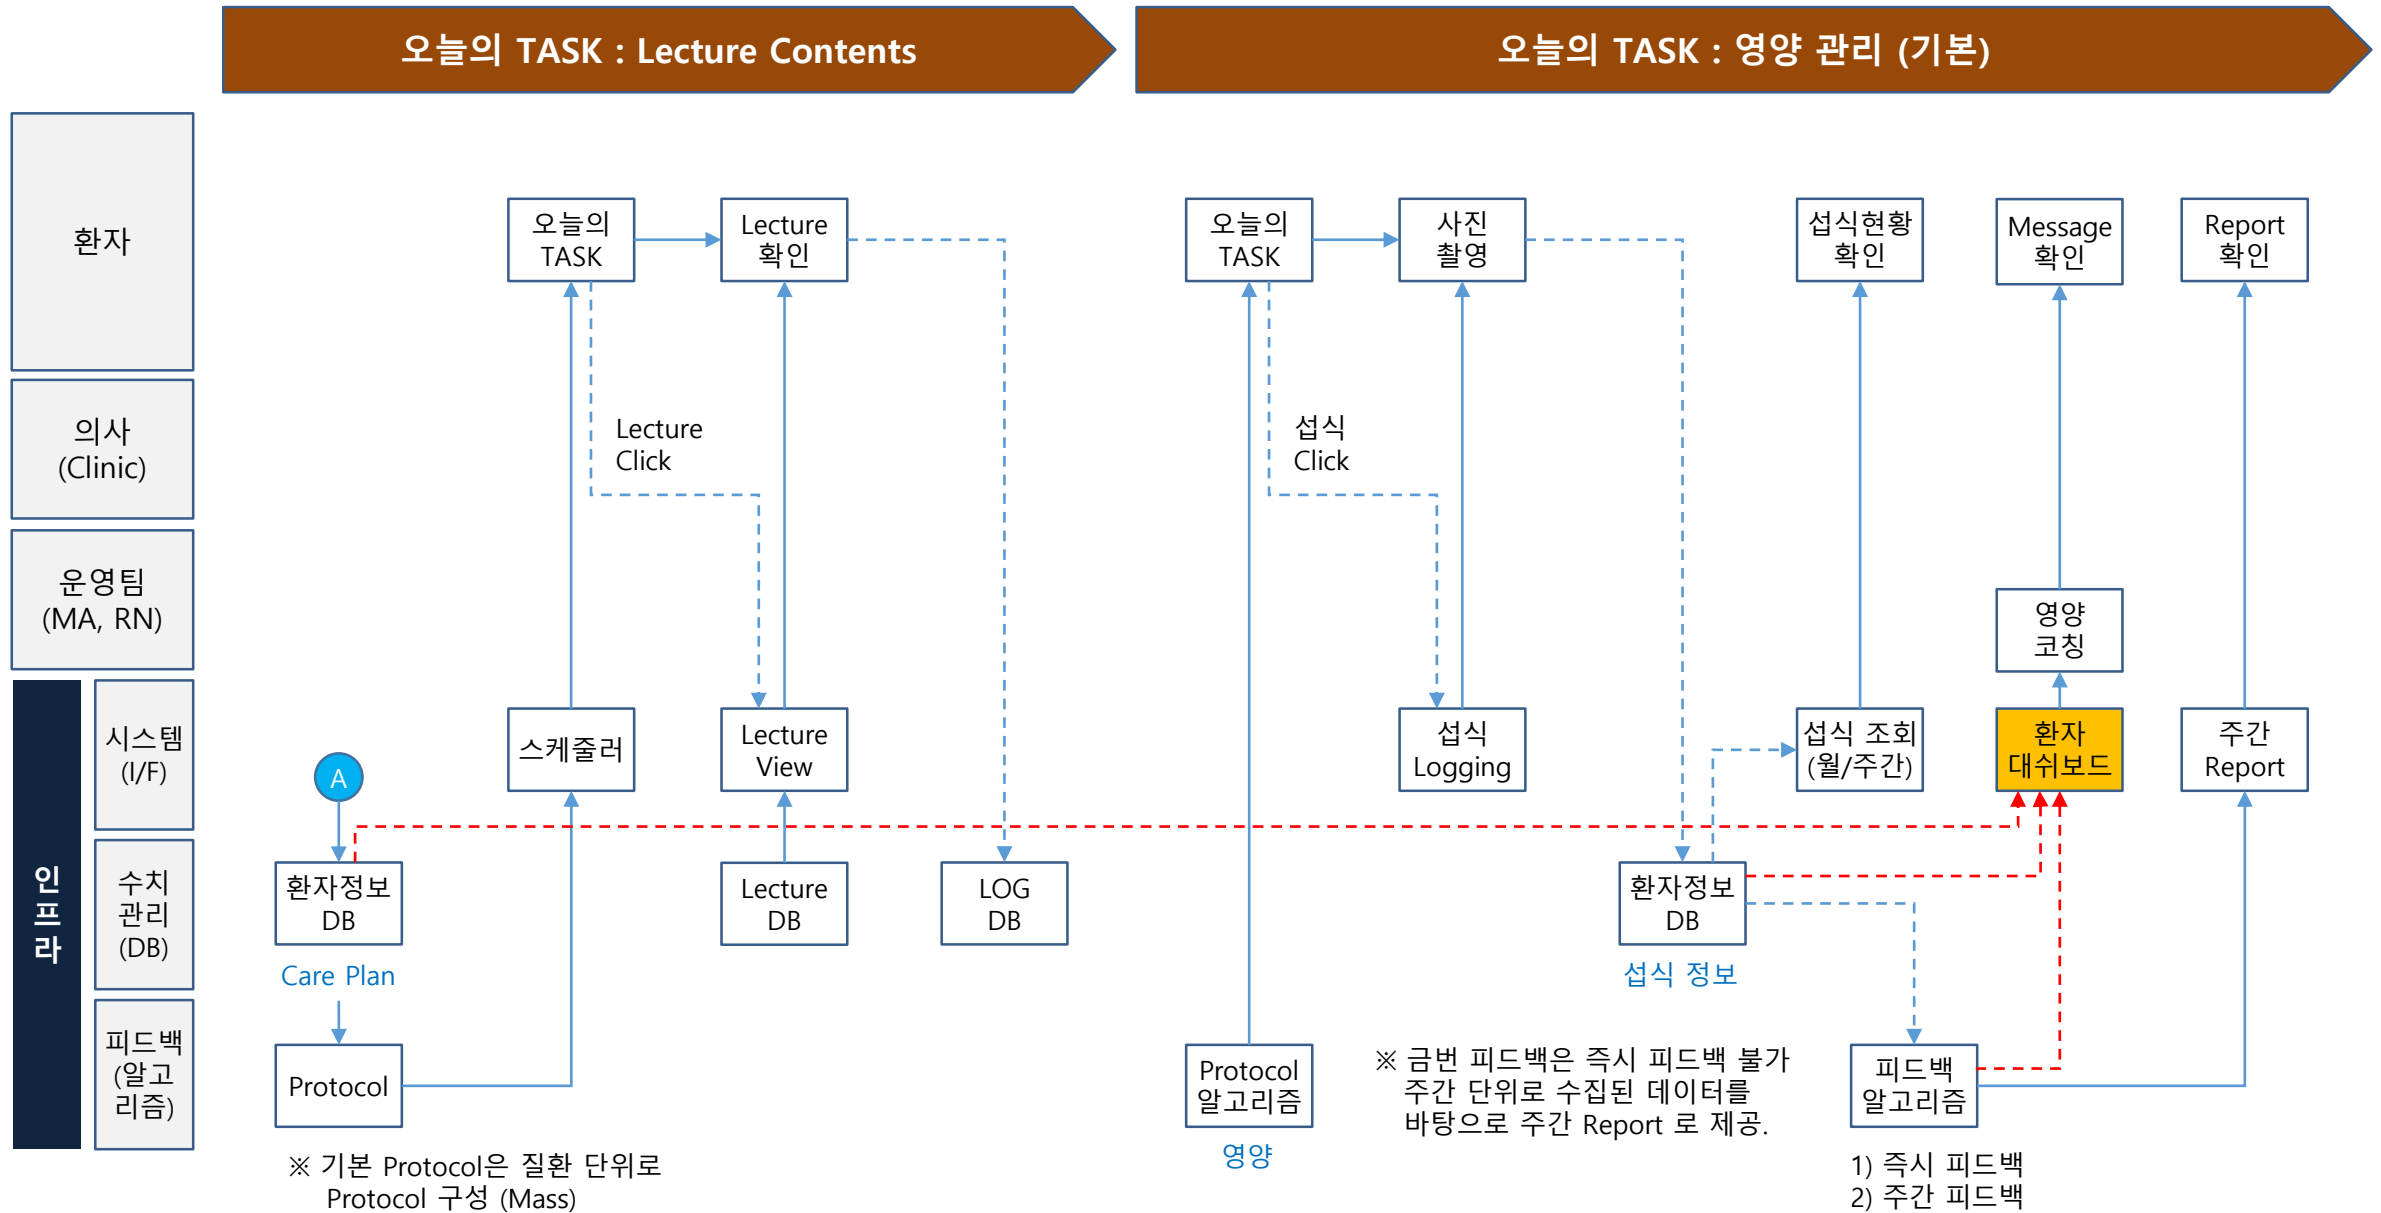 오늘의 TASK : Lecture Contents
오늘의 TASK : 영양 관리 (기본)
환자
의사
(Clinic)
운영팀
(MA, RN)
인
프
라
시스템
(I/F)
수치
관리
(DB)
피드백
(알고
리즘)
오늘의
TASK
Lecture
확인
Lecture
Click
스케줄러
Lecture
View
A
환자정보
DB
Lecture
DB
LOG
DB
Care Plan
Protocol
※ 기본 Protocol은 질환 단위로
Protocol 구성 (Mass)
오늘의
TASK
사진
촬영
섭식현황
확인
Message
확인
Report
확인
섭식
Click
영양
코칭
섭식
Logging
섭식 조회
(월/주간)
환자
대쉬보드
주간
Report
환자정보
DB
섭식 정보
Protocol
알고리즘
영양
※ 금번 피드백은 즉시 피드백 불가
주간 단위로 수집된 데이터를
바탕으로 주간 Report 로 제공.
피드백
알고리즘
1) 즉시 피드백
2) 주간 피드백